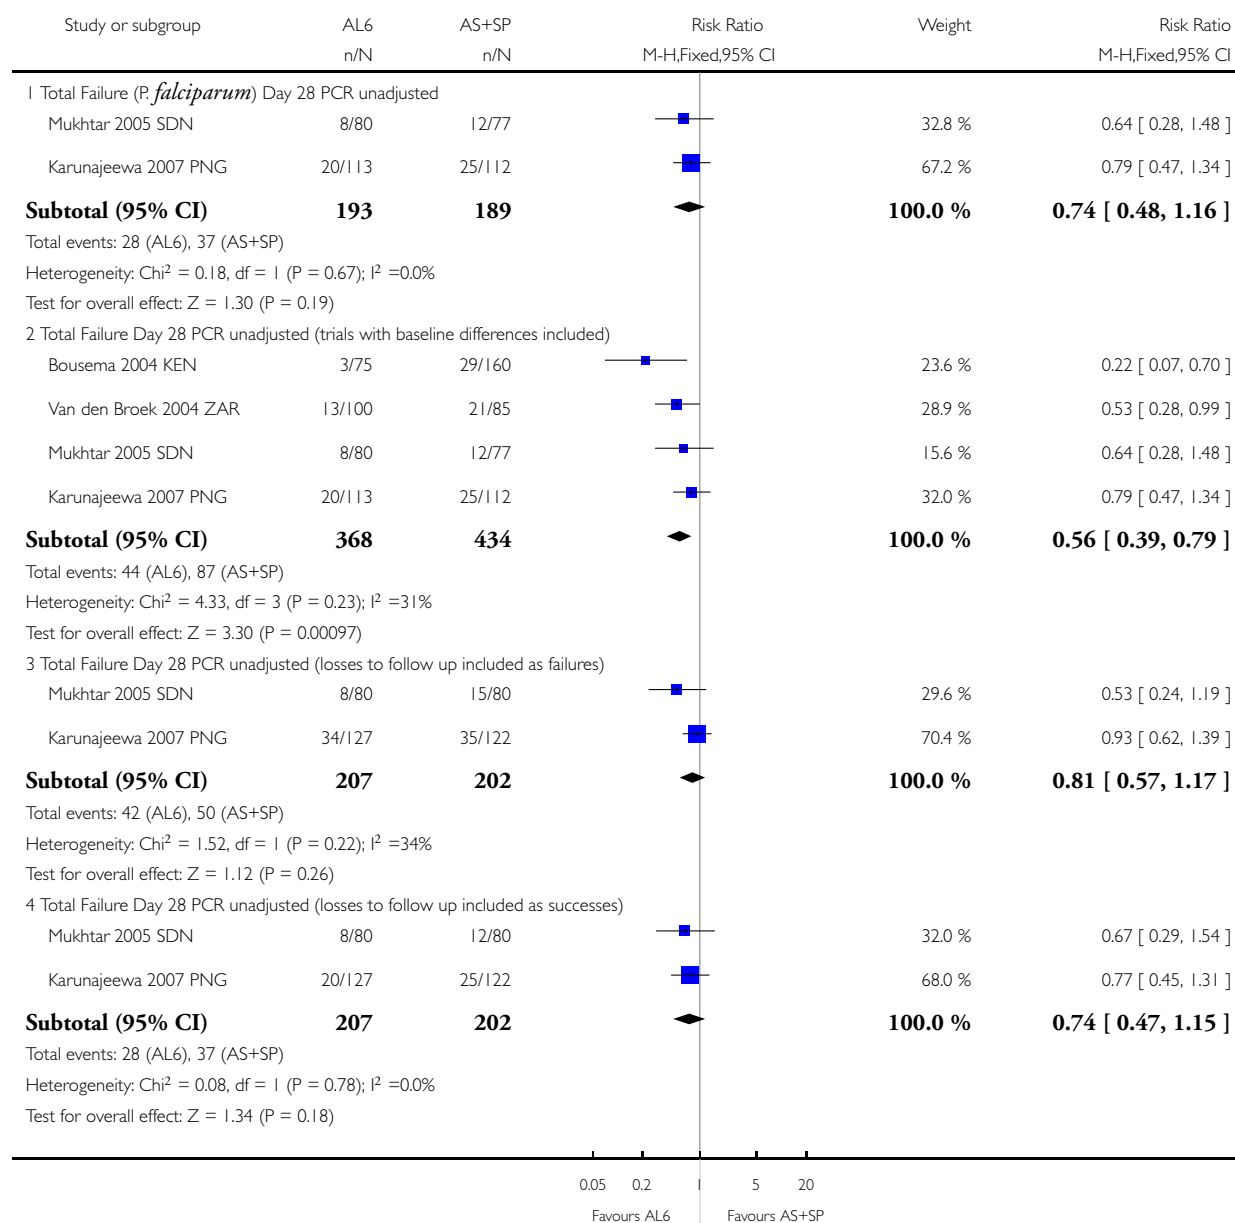 Study or subgroup AL6 AS+SP Risk Ratio Weight Risk Ratio
n/N n/N M-H,Fixed,95% CI M-H,Fixed,95% CI
1 Total Failure (P. falciparum) Day 28 PCR unadjusted
Mukhtar 2005 SDN 8/80 12/77 32.8 % 0.64 [ 0.28, 1.48 ]
Karunajeewa 2007 PNG 20/113 25/112 67.2 % 0.79 [ 0.47, 1.34 ]
Subtotal (95% CI) 193 189 100.0 % 0.74 [ 0.48, 1.16 ]
Total events: 28 (AL6), 37 (AS+SP)
Heterogeneity: Chi² = 0.18, df = 1 (P = 0.67); I² =0.0%
Test for overall effect: Z = 1.30 (P = 0.19)
2 Total Failure Day 28 PCR unadjusted (trials with baseline differences included)
Bousema 2004 KEN 3/75 29/160 23.6 % 0.22 [ 0.07, 0.70 ]
Van den Broek 2004 ZAR 13/100 21/85 28.9 % 0.53 [ 0.28, 0.99 ]
Mukhtar 2005 SDN 8/80 12/77 15.6 % 0.64 [ 0.28, 1.48 ]
Karunajeewa 2007 PNG 20/113 25/112 32.0 % 0.79 [ 0.47, 1.34 ]
Subtotal (95% CI) 368 434 100.0 % 0.56 [ 0.39, 0.79 ]
Total events: 44 (AL6), 87 (AS+SP)
Heterogeneity: Chi² = 4.33, df = 3 (P = 0.23); I² =31%
Test for overall effect: Z = 3.30 (P = 0.00097)
3 Total Failure Day 28 PCR unadjusted (losses to follow up included as failures)
Mukhtar 2005 SDN 8/80 15/80 29.6 % 0.53 [ 0.24, 1.19 ]
Karunajeewa 2007 PNG 34/127 35/122 70.4 % 0.93 [ 0.62, 1.39 ]
Subtotal (95% CI) 207 202 100.0 % 0.81 [ 0.57, 1.17 ]
Total events: 42 (AL6), 50 (AS+SP)
Heterogeneity: Chi² = 1.52, df = 1 (P = 0.22); I² =34%
Test for overall effect: Z = 1.12 (P = 0.26)
4 Total Failure Day 28 PCR unadjusted (losses to follow up included as successes)
Mukhtar 2005 SDN 8/80 12/80 32.0 % 0.67 [ 0.29, 1.54 ]
Karunajeewa 2007 PNG 20/127 25/122 68.0 % 0.77 [ 0.45, 1.31 ]
Subtotal (95% CI) 207 202 100.0 % 0.74 [ 0.47, 1.15 ]
Total events: 28 (AL6), 37 (AS+SP)
Heterogeneity: Chi² = 0.08, df = 1 (P = 0.78); I² =0.0%
Test for overall effect: Z = 1.34 (P = 0.18)
0.05 0.2 1 5 20
Favours AL6 Favours AS+SP